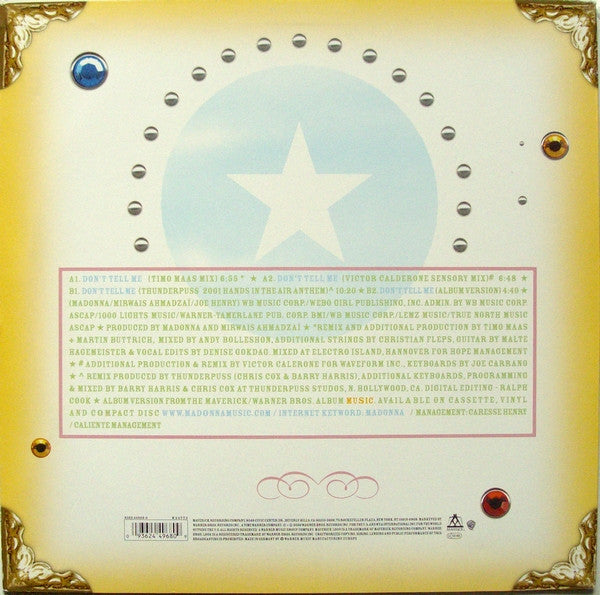 A1. DON'T TELL ME (TIMO MAAS MIX) 6:55 * ★ A2. DON'T TELL ME (VICTOR CALDERONE SENSORY MIX)# 6:48 ★
B1. DON'T TELL ME (THUNDERPUSS' 2001 HANDS IN THE AIR ANTHEM)^ 10:20 ★ B2. DON'T TELL ME (ALBUM VERSION) 4:40 ★
(MADONNA/MIRWAIS AHMADZAÏ/JOE HENRY) WB MUSIC CORP./WEBO GIRL PUBLISHING, INC. ADMIN. BY WB MUSIC CORP.
ASCAP/1000 LIGHTS MUSIC/WARNER-TAMERLANE PUB. CORP. BMI/WB MUSIC CORP./LEMZ MUSIC/TRUE NORTH MUSIC
ASCAP ★ PRODUCED BY MADONNA AND MIRWAIS AHMADZAÏ ★ *REMIX AND ADDITIONAL PRODUCTION BY TIMO MAAS
+ MARTIN BUTTRICH, MIXED BY ANDY BOLLESHON, ADDITIONAL STRINGS BY CHRISTIAN FLEPS, GUITAR BY MALTE
HAGEMEISTER & VOCAL EDITS BY DENISE GOKDAG. MIXED AT ELECTRO ISLAND, HANNOVER FOR HOPE MANAGEMENT
★ # ADDITIONAL PRODUCTION & REMIX BY VICTOR CALERONE FOR WAVEFORM INC., KEYBOARDS BY JOE CARRANO
★ ^ REMIX PRODUCED BY THUNDERPUSS (CHRIS COX & BARRY HARRIS), ADDITIONAL KEYBOARDS, PROGRAMMING
& MIXED BY BARRY HARRIS & CHRIS COX AT THUNDERPUSS STUDOS, N. HOLLYWOOD, CA. DIGITAL EDITING - RALPH
COOK ★ ALBUM VERSION FROM THE MAVERICK/WARNER BROS. ALBUM MUSIC. AVAILABLE ON CASSETTE, VINYL
AND COMPACT DISC WWW.MADONNAMUSIC.COM / INTERNET KEYWORD: MADONNA / MANAGEMENT: CARESSE HENRY
/ CALIENTE MANAGEMENT
0 93624 49680